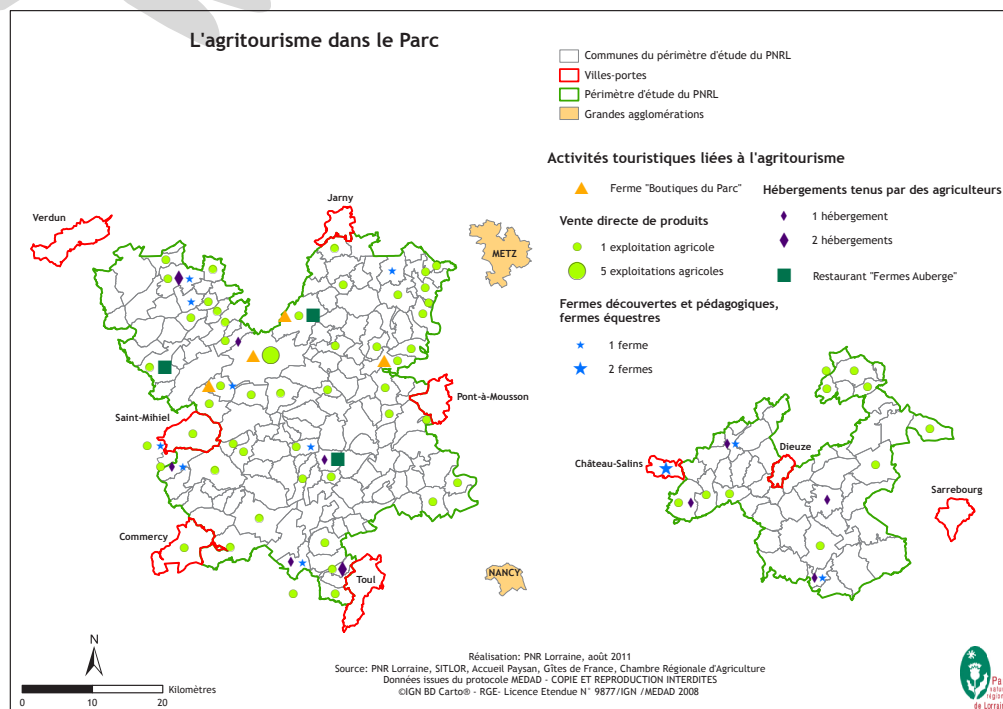 L'agritourisme dans le Parc
Communes du périmètre d'étude du PNRL
Villes-portes
Périmètre d'étude du PNRL
Grandes agglomérations
Activités touristiques liées à l'agritourisme
Ferme "Boutiques du Parc"
Vente directe de produits
1 exploitation agricole
5 exploitations agricoles
Fermes découvertes et pédagogiques,
fermes équestres
1 ferme
2 fermes
Hébergements tenus par des agriculteurs
1 hébergement
2 hébergements
Restaurant "Fermes Auberge"
Verdun
Jarny
METZ
Pont-à-Mousson
Saint-Mihiel
Commercy
Toul
NANCY
Château-Salins
Dieuze
Sarrebourg
N
0 10 20
Kilomètres
Réalisation: PNR Lorraine, août 2011
Source: PNR Lorraine, SITLOR, Accueil Paysan, Gîtes de France, Chambre Régionale d'Agriculture
Données issues du protocole MEDAD - COPIE ET REPRODUCTION INTERDITES
©IGN BD Carto® - RGE- Licence Etendue N° 9877/IGN /MEDAD 2008
de Lorrain